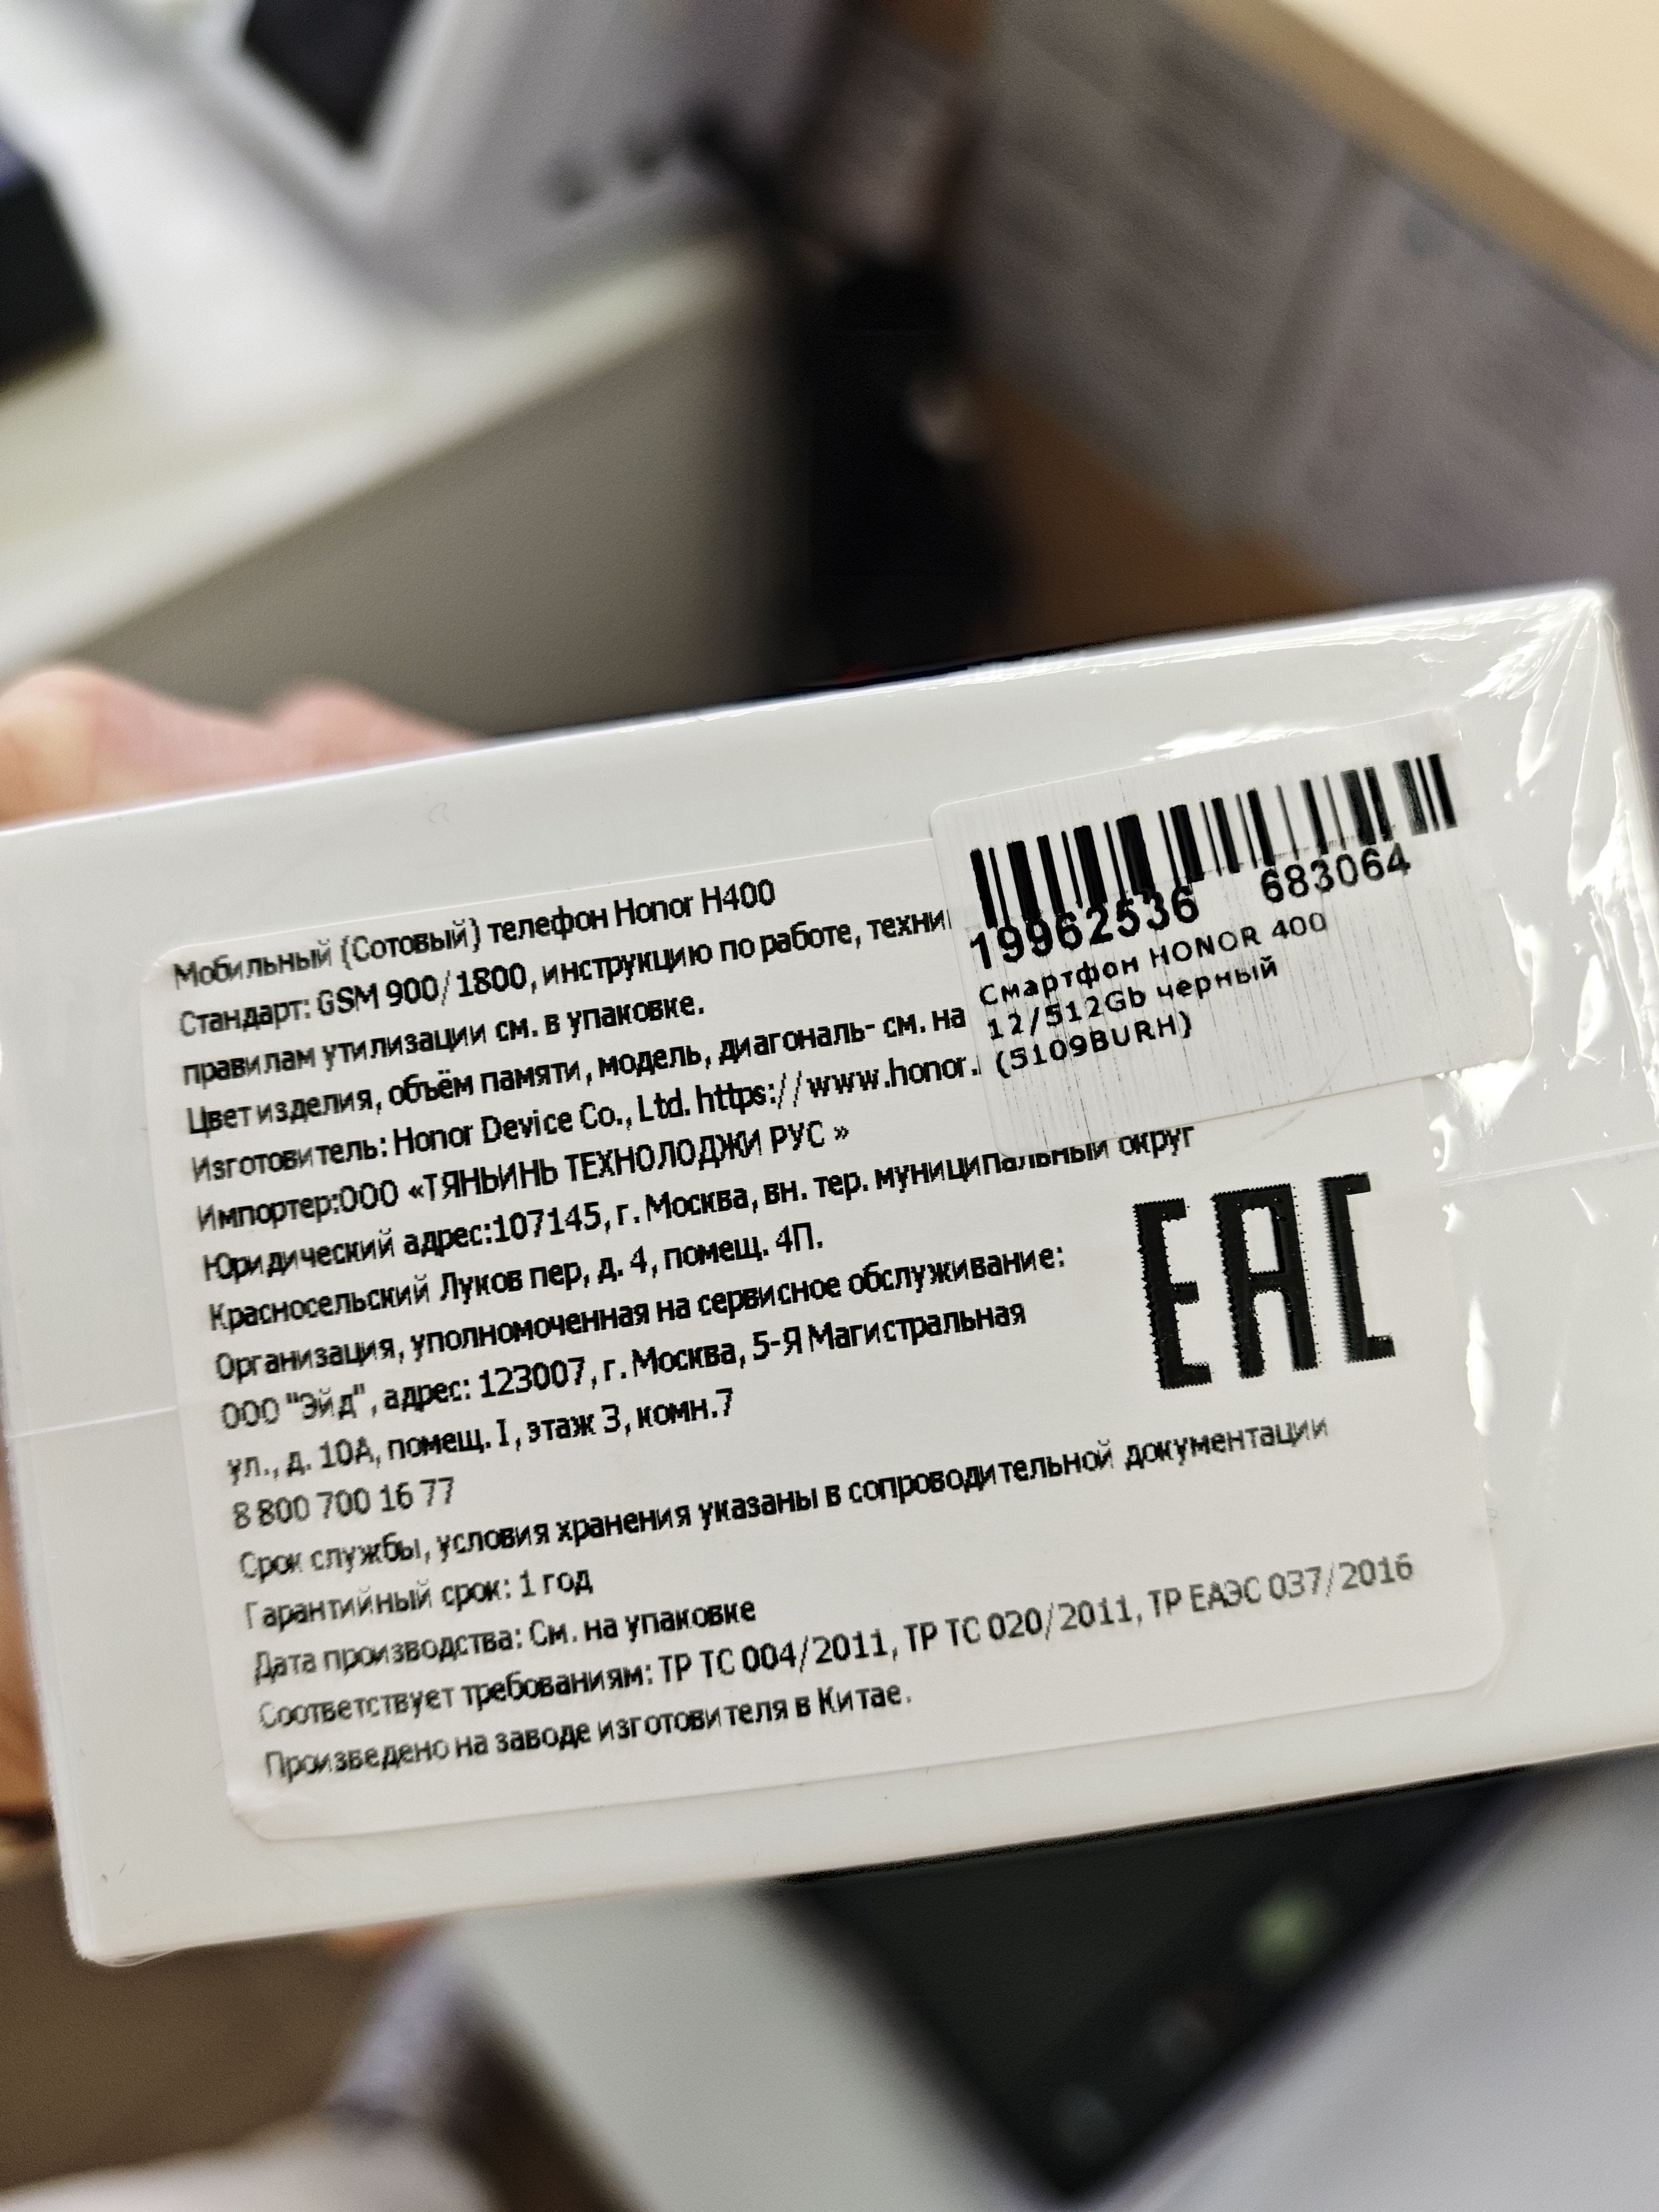 19962536 683064
Смартфон HONOR 400
12/512Gb черный
(5109BURH)
Мобильный (Сотовый) телефон Honor H400
Стандарт: GSM 900/1800, инструкцию по работе, техни
правилам утилизации см. в упаковке.
Цвет изделия, объём памяти, модель, диагональ- см. на
Изготовитель: Honor Device Co., Ltd. https://www.honor.
Импортер:ООО «ТЯНЬИНЬ ТЕХНОЛОДЖИ РУС »
Юридический адрес:107145, г. Москва, вн. тер. муниципальный округ
Красносельский Луков пер, д. 4, помещ. 4П.
Организация, уполномоченная на сервисное обслуживание:
ООО "Эйд", адрес: 123007, г. Москва, 5-Я Магистральная
ул., д. 10А, помещ. I, этаж 3, комн.7
8 800 700 16 77
Срок службы, условия хранения указаны в сопроводительной документации
Гарантийный срок: 1 год
Дата производства: См. на упаковке
Соответствует требованиям: ТР ТС 004/2011, ТР ТС 020/2011, ТР ЕАЭС 037/2016
Произведено на заводе изготовителя в Китае.
ЕАС